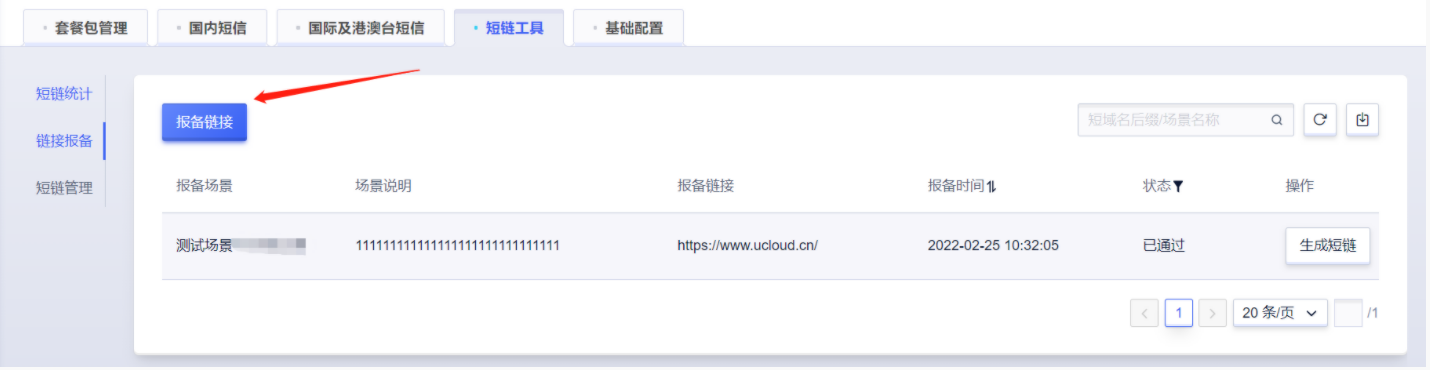 套餐包管理 国内短信 国际及港澳台短信 短链工具 基础配置
短链统计
链接报备
短链管理
报备链接
短域名后缀/场景名称
报备场景 场景说明 报备链接 报备时间 状态 操作
测试场景 11111111111111111111111111111 https://www.ucloud.cn/ 2022-02-25 10:32:05 已通过 生成短链
1 20 条/页 /1